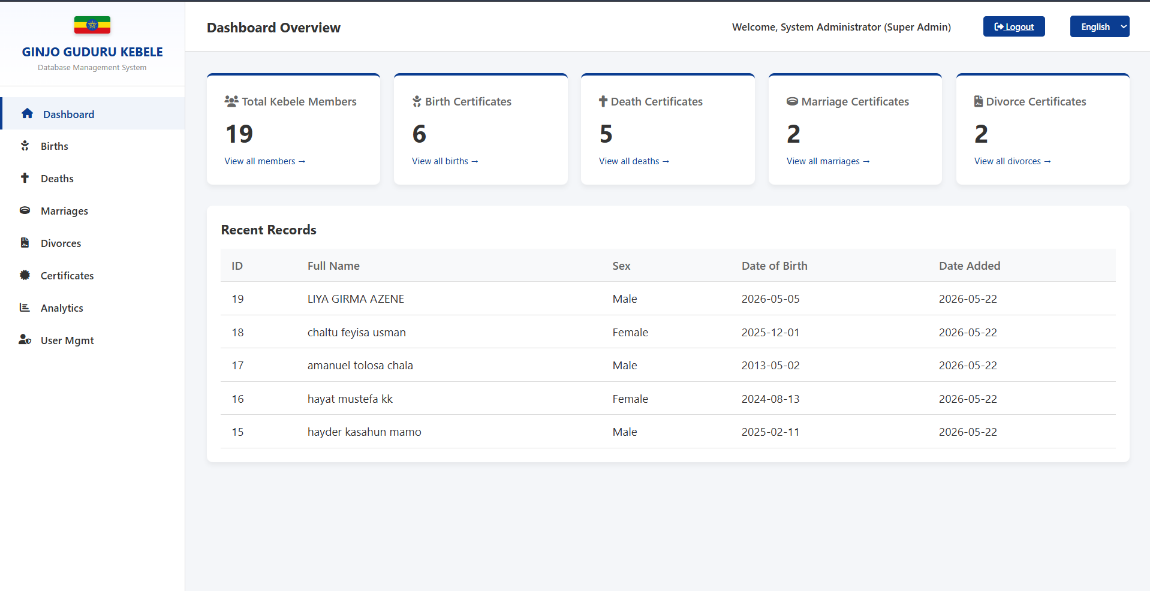 GINJO GUDURU KEBELE
Database Management System
Dashboard
Births
Deaths
Marriages
Divorces
Certificates
Analytics
User Mgmt
Dashboard Overview
Welcome, System Administrator (Super Admin)
Logout
English
Total Kebele Members
19
View all members →
Birth Certificates
6
View all births →
Death Certificates
5
View all deaths →
Marriage Certificates
2
View all marriages →
Divorce Certificates
2
View all divorces →
Recent Records
ID Full Name Sex Date of Birth Date Added
19 LIYA GIRMA AZENE Male 2026-05-05 2026-05-22
18 chaltu feyisa usman Female 2025-12-01 2026-05-22
17 amanuel tolosa chala Male 2013-05-02 2026-05-22
16 hayat mustefa kk Female 2024-08-13 2026-05-22
15 hayder kasahun mamo Male 2025-02-11 2026-05-22